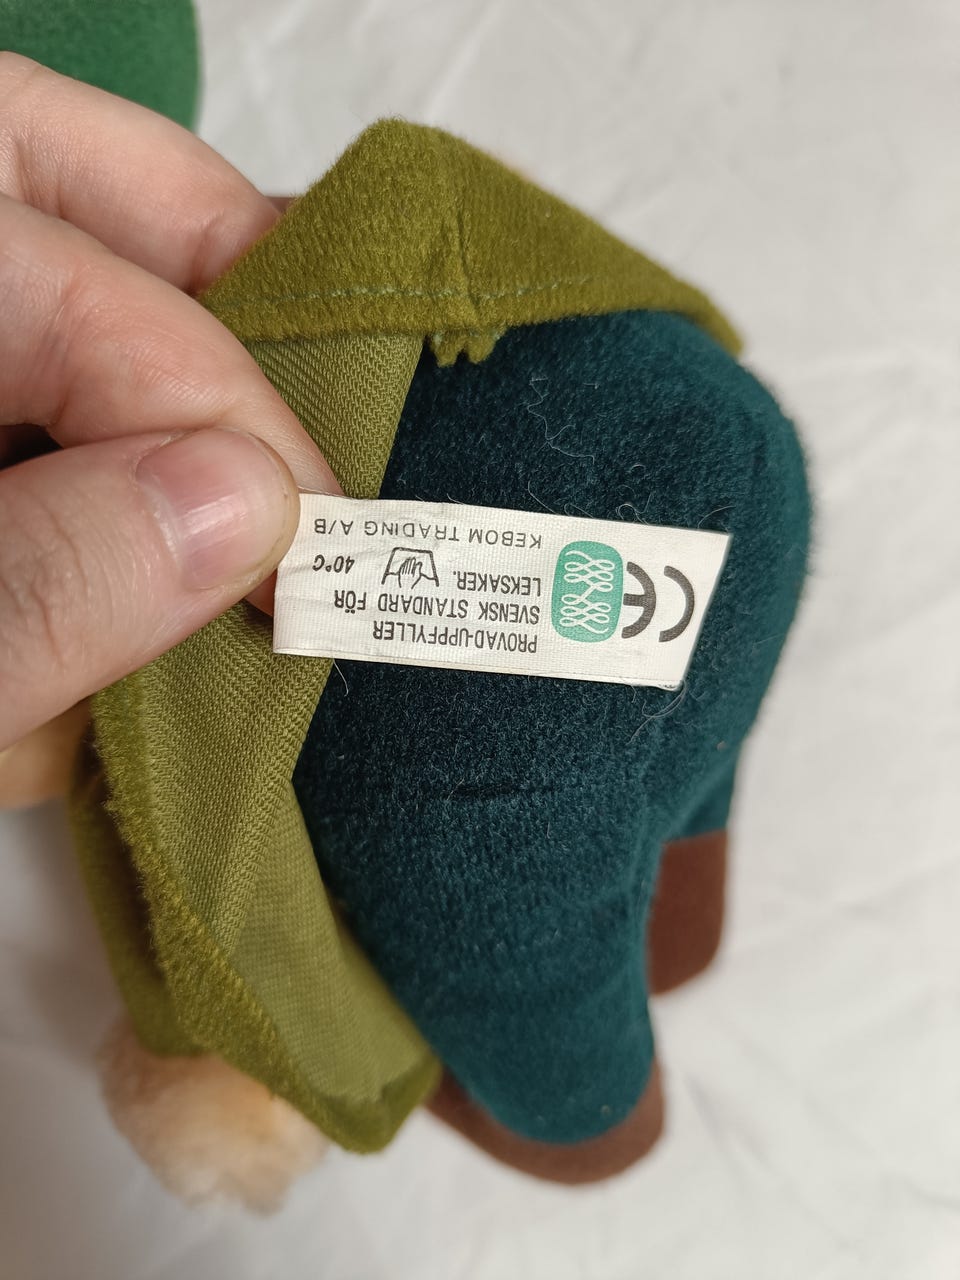 CE
PROVAD-UPPFYLLER
SVENSK STANDARD FÖR
LEKSAKER. 40°C
KEBOM TRADING A/B